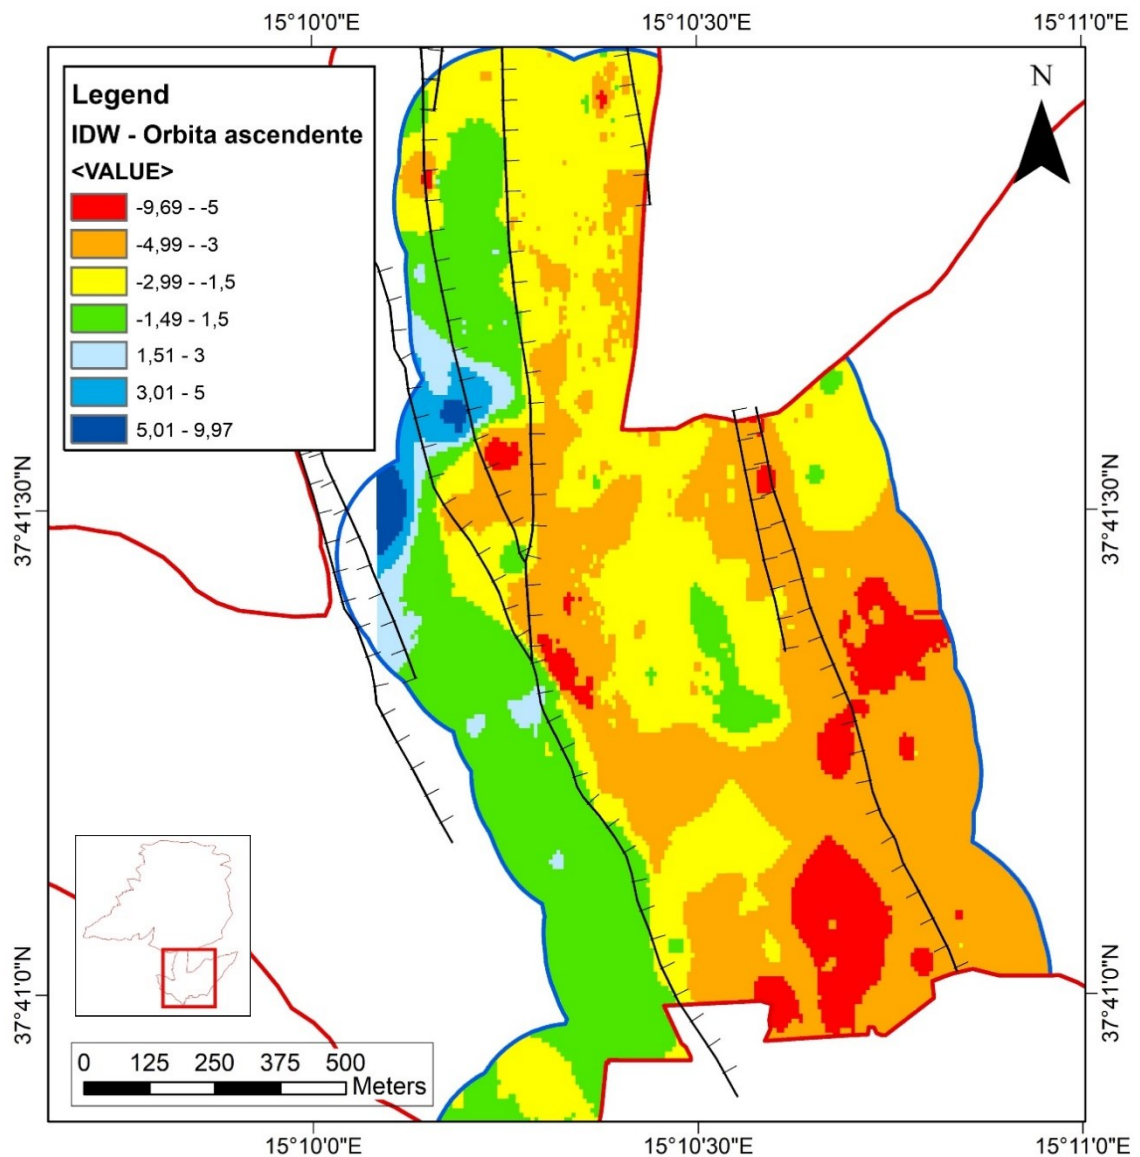 15°10'0"E 15°10'30"E 15°11'0"E
N
Legend
IDW - Orbita ascendente
<VALUE>
-9,69 - -5
-4,99 - -3
-2,99 - -1,5
-1,49 - 1,5
1,51 - 3
3,01 - 5
5,01 - 9,97
37°41'30"N 37°41'30"N
37°41'0"N 37°41'0"N
0 125 250 375 500
Meters
15°10'0"E 15°10'30"E 15°11'0"E